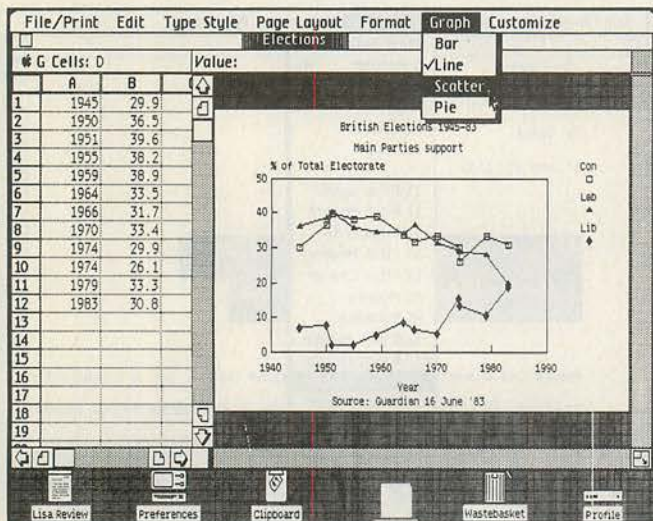 File/Print Edit Type Style Page Layout Format Graph Customize
Elections
Bar
✓Line
Scatter
Pie
G Cells: D Value:
A B
1 1945 29.9
2 1950 36.5
3 1951 39.6
4 1955 38.2
5 1959 38.9
6 1964 33.5
7 1966 31.7
8 1970 33.4
9 1974 29.9
10 1974 26.1
11 1979 33.3
12 1983 30.8
13
14
15
16
17
18
19
British Elections 1945-83
Main Parties support
% of Total Electorate
Con
Lab
Lib
50
40
30
20
10
0
1940 1950 1960 1970 1980 1990
Year
Source: Guardian 16 June '83
Lisa Review Preferences Clipboard Wastebasket Profile